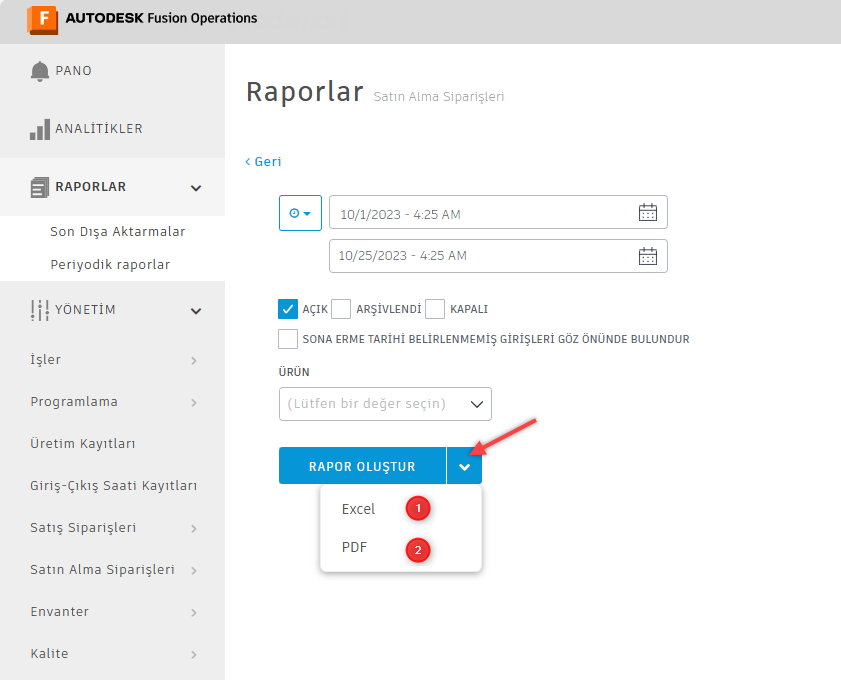 AUTODESK Fusion Operations
PANO
ANALİTİKLER
RAPORLAR
Son Dışa Aktarmalar
Periyodik raporlar
YÖNETİM
İşler
Programlama
Üretim Kayıtları
Giriş-Çıkış Saati Kayıtları
Satış Siparişleri
Satın Alma Siparişleri
Envanter
Kalite
Raporlar Satın Alma Siparişleri
‹ Geri
10/1/2023 - 4:25 AM
10/25/2023 - 4:25 AM
AÇIK ARŞİVLENDİ KAPALI
SONA ERME TARİHİ BELİRLENMEMİŞ GİRİŞLERİ GÖZ ÖNÜNDE BULUNDUR
ÜRÜN
(Lütfen bir değer seçin)
RAPOR OLUŞTUR
Excel 1
PDF 2